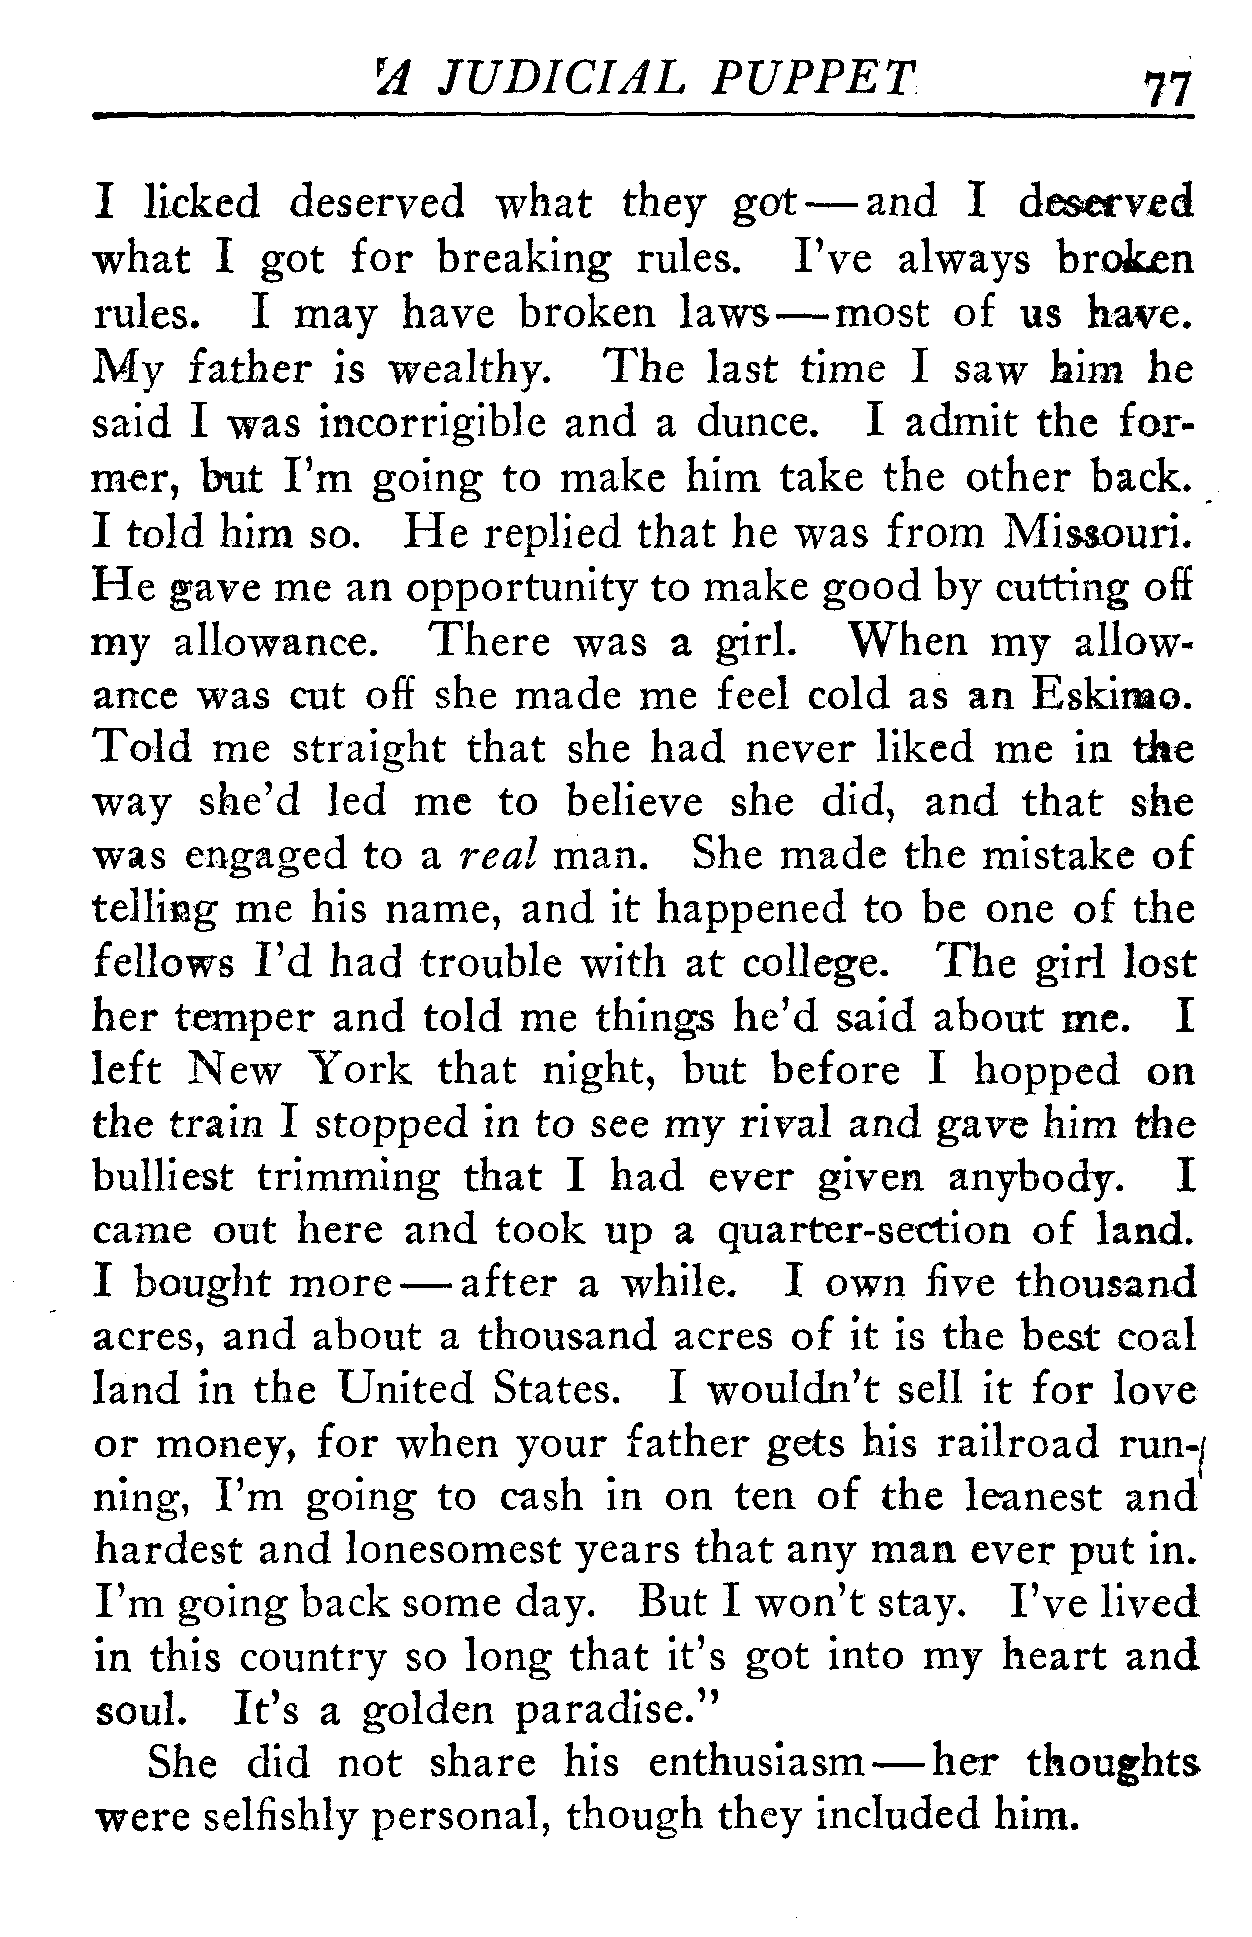 A JUDICIAL PUPPET 77
I licked deserved what they got—and I deserved
what I got for breaking rules. I've always broken
rules. I may have broken laws—most of us have.
My father is wealthy. The last time I saw him he
said I was incorrigible and a dunce. I admit the for-
mer, but I'm going to make him take the other back.
I told him so. He replied that he was from Missouri.
He gave me an opportunity to make good by cutting off
my allowance. There was a girl. When my allow-
ance was cut off she made me feel cold as an Eskimo.
Told me straight that she had never liked me in the
way she'd led me to believe she did, and that she
was engaged to a real man. She made the mistake of
telling me his name, and it happened to be one of the
fellows I'd had trouble with at college. The girl lost
her temper and told me things he'd said about me. I
left New York that night, but before I hopped on
the train I stopped in to see my rival and gave him the
bulliest trimming that I had ever given anybody. I
came out here and took up a quarter-section of land.
I bought more—after a while. I own five thousand
acres, and about a thousand acres of it is the best coal
land in the United States. I wouldn't sell it for love
or money, for when your father gets his railroad run-
ning, I'm going to cash in on ten of the leanest and
hardest and lonesomest years that any man ever put in.
I'm going back some day. But I won't stay. I've lived
in this country so long that it's got into my heart and
soul. It's a golden paradise."
She did not share his enthusiasm—her thoughts
were selfishly personal, though they included him.